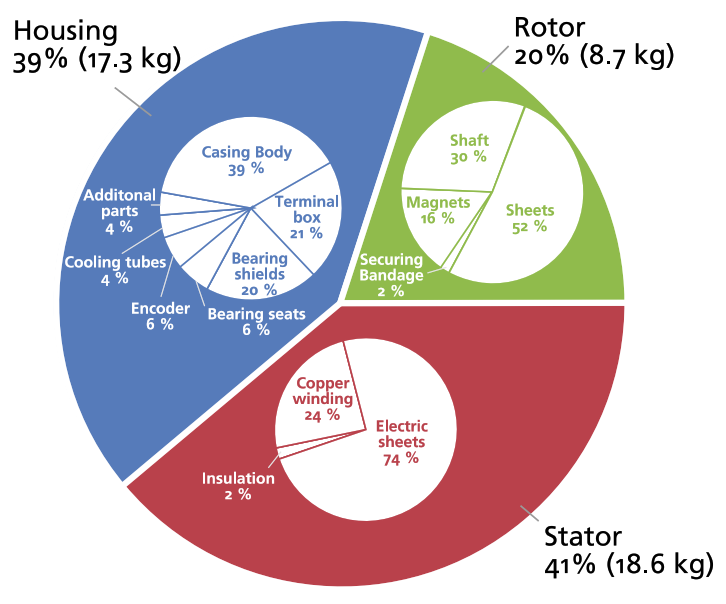 Housing
39% (17.3 kg)
Rotor
20% (8.7 kg)
Casing Body
39 %
Terminal
box
21 %
Bearing
shields
20 %
Additonal
parts
4 %
Cooling tubes
4 %
Encoder
6 %
Bearing seats
6 %
Shaft
30 %
Magnets
16 %
Sheets
52 %
Securing
Bandage
2 %
Copper
winding
24 %
Electric
sheets
74 %
Insulation
2 %
Stator
41% (18.6 kg)